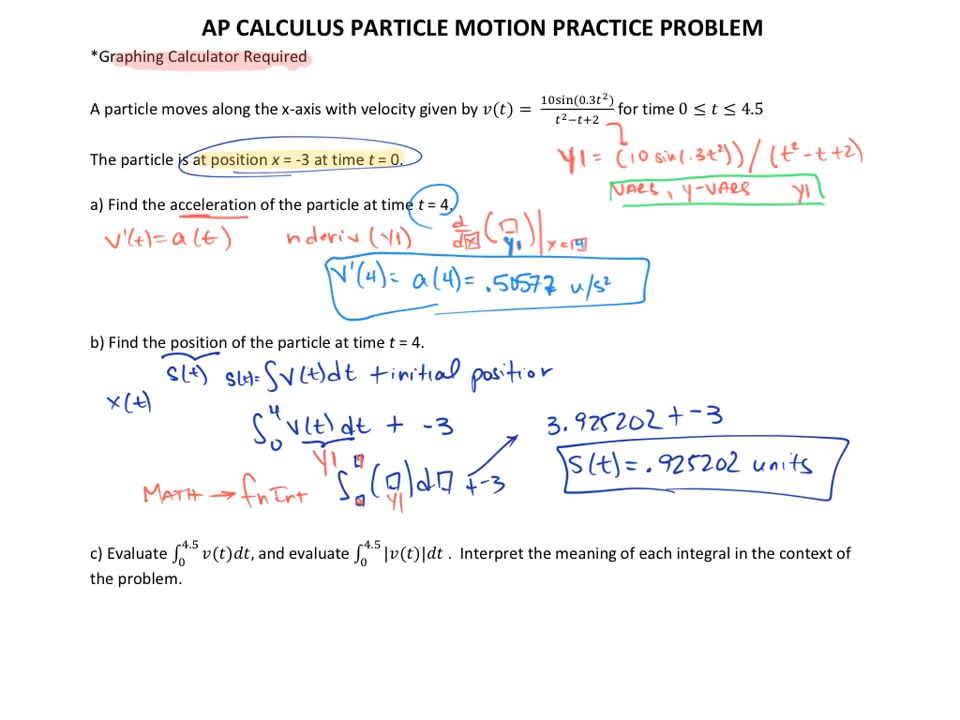 AP CALCULUS PARTICLE MOTION PRACTICE PROBLEM
*Graphing Calculator Required
A particle moves along the x-axis with velocity given by v(t) = 10sin(0.3t²)/(t²−t+2) for time 0 ≤ t ≤ 4.5
The particle is at position x = -3 at time t = 0.
Y1 = (10 sin(.3t²)) / (t² - t + 2)
VARS, Y-VARS Y1
a) Find the acceleration of the particle at time t = 4.
v'(t) = a(t) nderiv(Y1) d/d□(□)|x=□4
Y1
v'(4) = a(4) = .50577 u/s²
b) Find the position of the particle at time t = 4.
s(t) s(t) = ∫v(t)dt + initial position
x(t)
∫₀⁴ v(t) dt + -3 3.925202 + -3
Y1
MATH → fnInt ∫(□)d□ + -3 s(t) = .925202 units
Y1
c) Evaluate ∫₀^4.5 v(t)dt, and evaluate ∫₀^4.5 |v(t)|dt . Interpret the meaning of each integral in the context of
the problem.